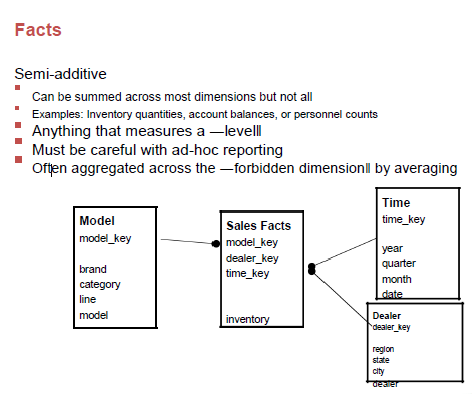 Facts
Semi-additive
Can be summed across most dimensions but not all
Examples: Inventory quantities, account balances, or personnel counts
Anything that measures a ―level‖
Must be careful with ad-hoc reporting
Often aggregated across the ―forbidden dimension‖ by averaging
Model
model_key
brand
category
line
model
Sales Facts
model_key
dealer_key
time_key
inventory
Time
time_key
year
quarter
month
date
Dealer
dealer_key
region
state
city
dealer